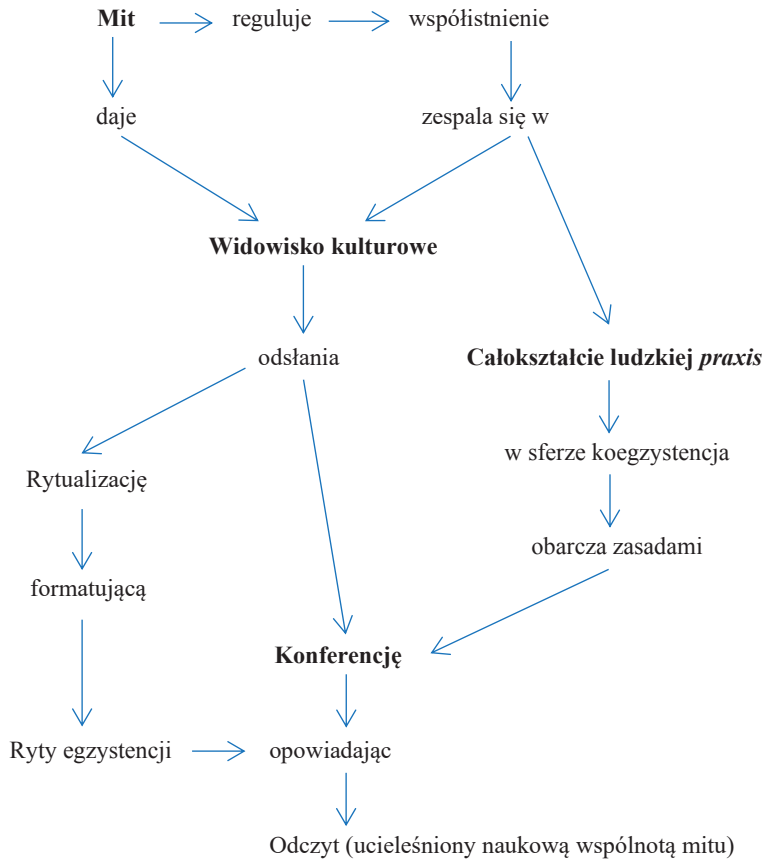 Mit reguluje współistnienie
daje zespala się w
Widowisko kulturowe
odsłania Całokształcie ludzkiej praxis
w sferze koegzystencja
Rytualizację
obarcza zasadami
formatującą
Konferencję
Ryty egzystencji opowiadając
Odczyt (ucieleśniony naukową wspólnotą mitu)